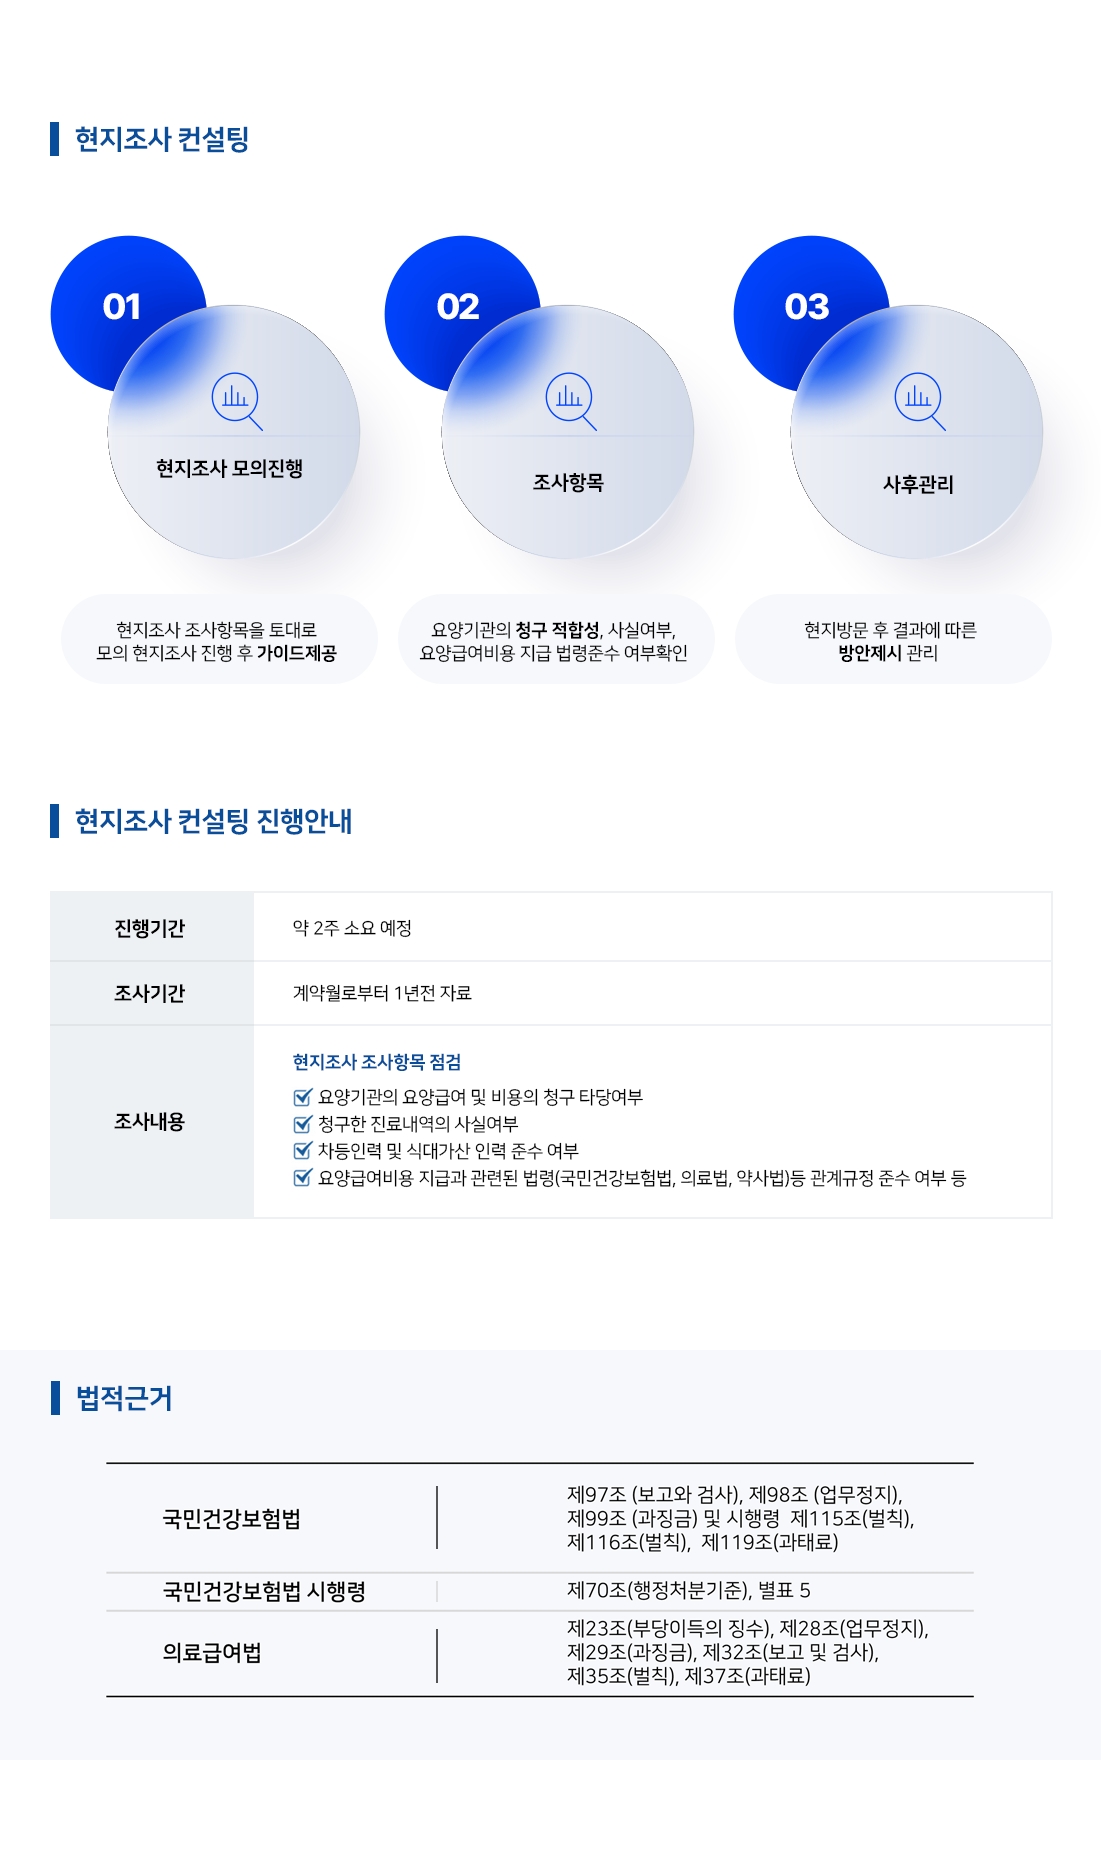 현지조사 컨설팅
01
현지조사 모의진행
현지조사 조사항목을 토대로
모의 현지조사 진행 후 가이드제공
02
조사항목
요양기관의 청구 적합성, 사실여부,
요양급여비용 지급 법령준수 여부확인
03
사후관리
현지방문 후 결과에 따른
방안제시 관리
현지조사 컨설팅 진행안내
진행기간
약 2주 소요 예정
조사기간
계약월로부터 1년전 자료
조사내용
현지조사 조사항목 점검
요양기관의 요양급여 및 비용의 청구 타당여부
청구한 진료내역의 사실여부
차등인력 및 식대가산 인력 준수 여부
요양급여비용 지급과 관련된 법령(국민건강보험법, 의료법, 약사법)등 관계규정 준수 여부 등
법적근거
국민건강보험법
제97조 (보고와 검사), 제98조 (업무정지),
제99조 (과징금) 및 시행령 제115조(벌칙),
제116조(벌칙), 제119조(과태료)
국민건강보험법 시행령
제70조(행정처분기준), 별표 5
의료급여법
제23조(부당이득의 징수), 제28조(업무정지),
제29조(과징금), 제32조(보고 및 검사),
제35조(벌칙), 제37조(과태료)